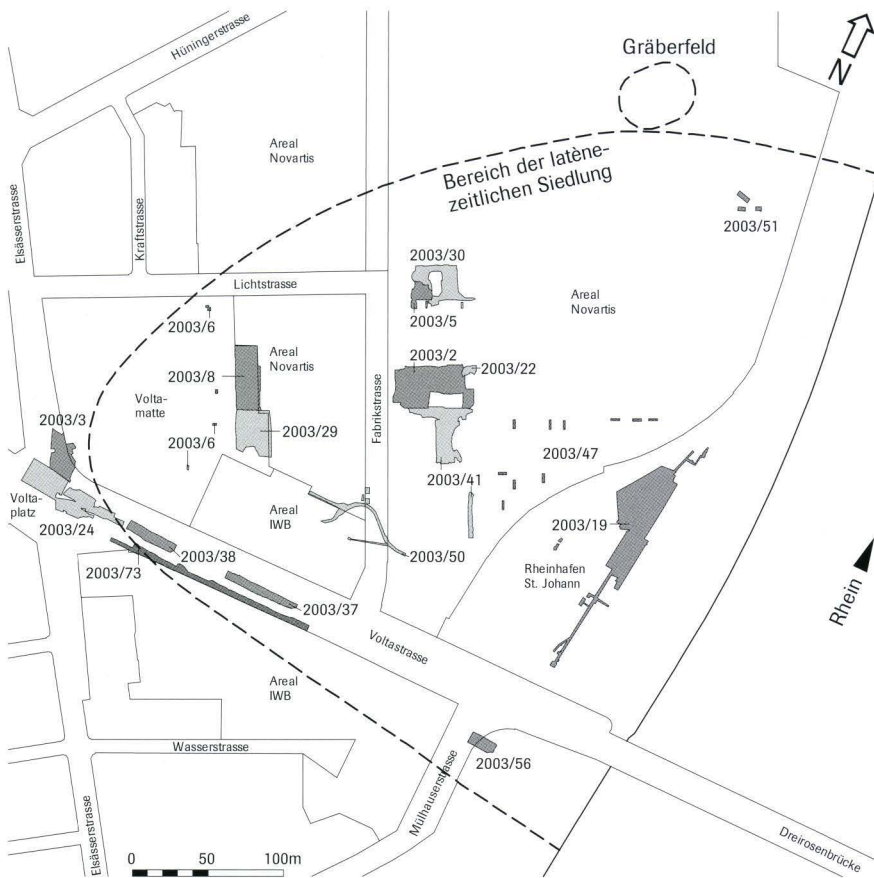 Hüningerstrasse
Gräberfeld
N
Elsässerstrasse
Kraftstrasse
Areal
Novartis
Bereich der latène-
zeitlichen Siedlung
2003/51
2003/30
Lichtstrasse
Areal
Novartis
2003/6
2003/5
Areal
Novartis
2003/2
2003/22
2003/8
Volta-
matte
Fabrikstrasse
2003/3
2003/29
2003/6
2003/47
2003/41
Volta-
platz
Areal
IWB
2003/24
2003/19
2003/38
2003/50
2003/73
Rheinhafen
St. Johann
2003/37
Rhein
Voltastrasse
Areal
IWB
Wasserstrasse
2003/56
Mülhauserstrasse
Elsässerstrasse
Dreirosenbrücke
0 50 100m